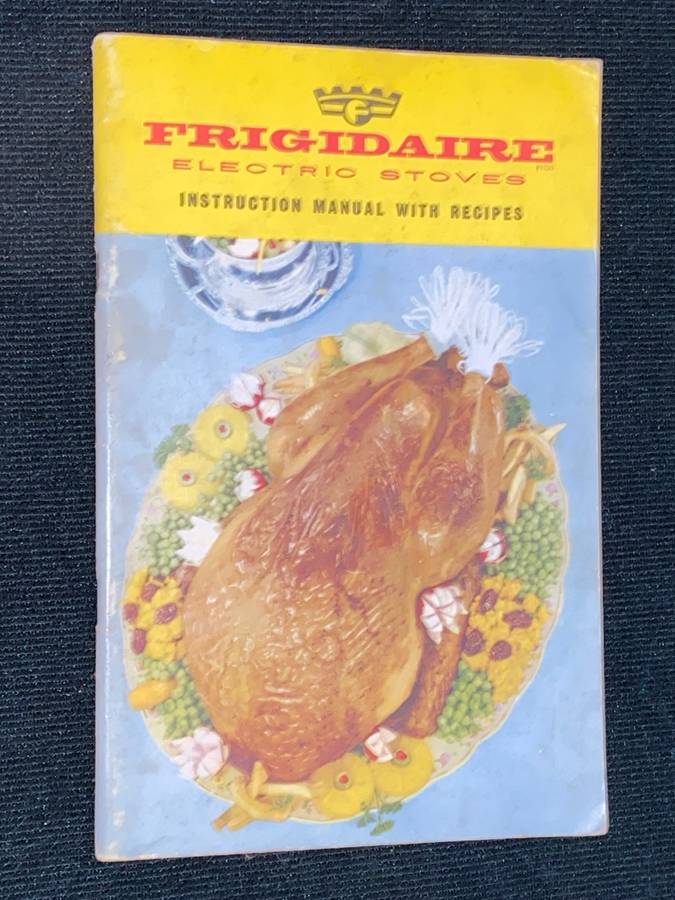 F
FRIGIDAIRE
ELECTRIC STOVES
INSTRUCTION MANUAL WITH RECIPES